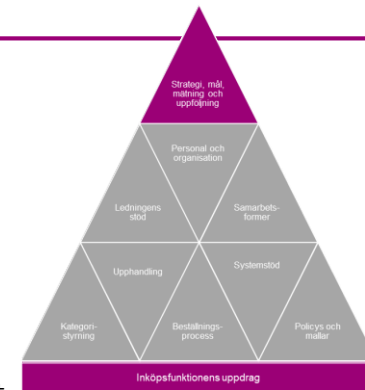 Strategi, mål,
mätning och
uppföljning
Personal och
organisation
Ledningens
stöd
Samarbets-
former
Upphandling
Systemstöd
Kategori-
styrning
Beställnings-
process
Policys och
mallar
Inköpsfunktionens uppdrag